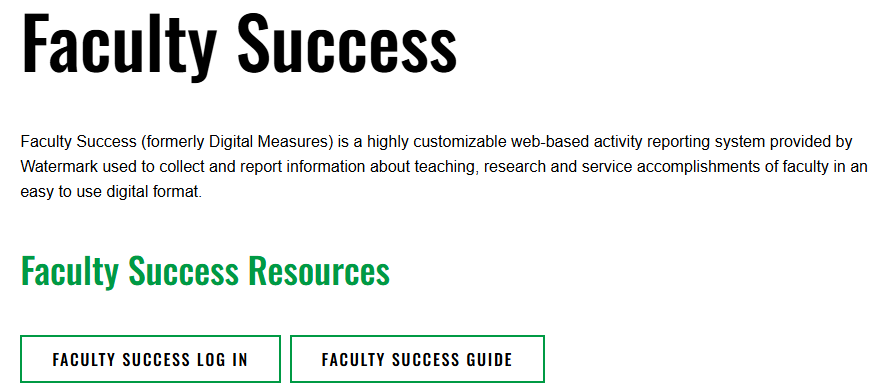 Faculty Success
Faculty Success (formerly Digital Measures) is a highly customizable web-based activity reporting system provided by
Watermark used to collect and report information about teaching, research and service accomplishments of faculty in an
easy to use digital format.
Faculty Success Resources
FACULTY SUCCESS LOG IN
FACULTY SUCCESS GUIDE